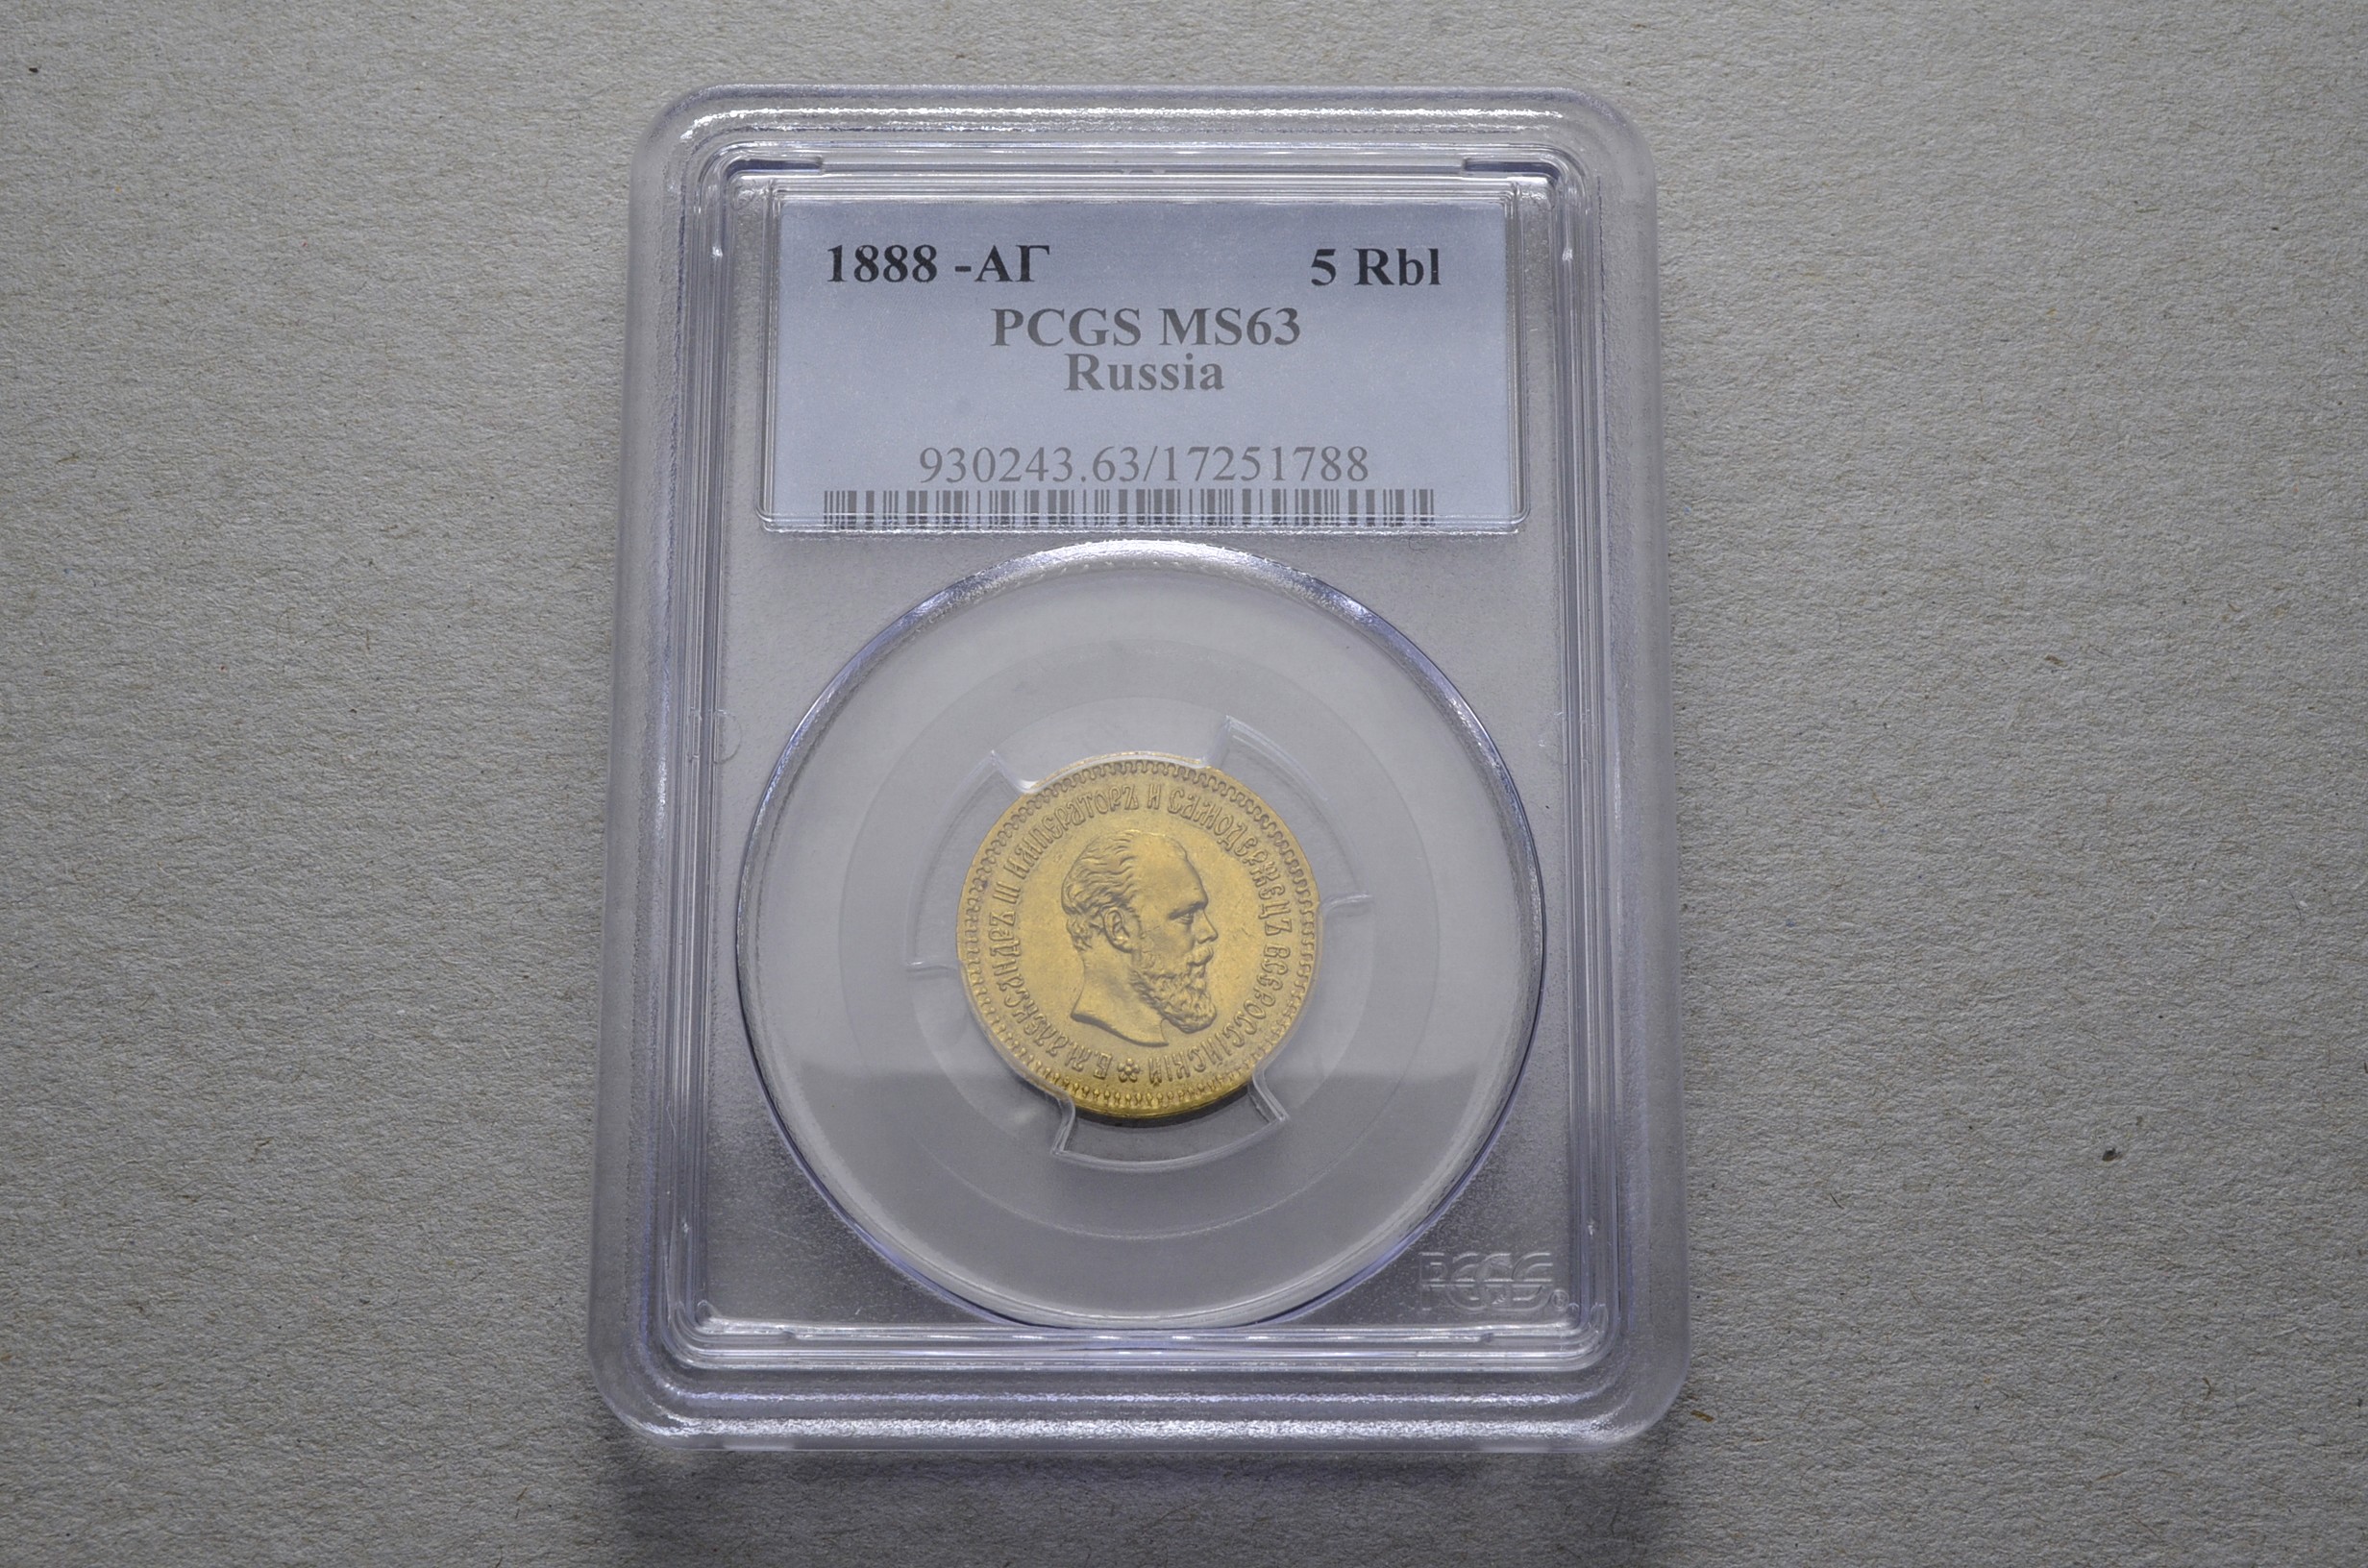 1888 -АГ 5 Rbl
PCGS MS63
Russia
930243.63/17251788
Б. М. АЛЕКСАНДРЪ III ИМПЕРАТОРЪ И САМОДЕРЖЕЦЪ ВСЕРОССІЙСКІЙ
PCGS